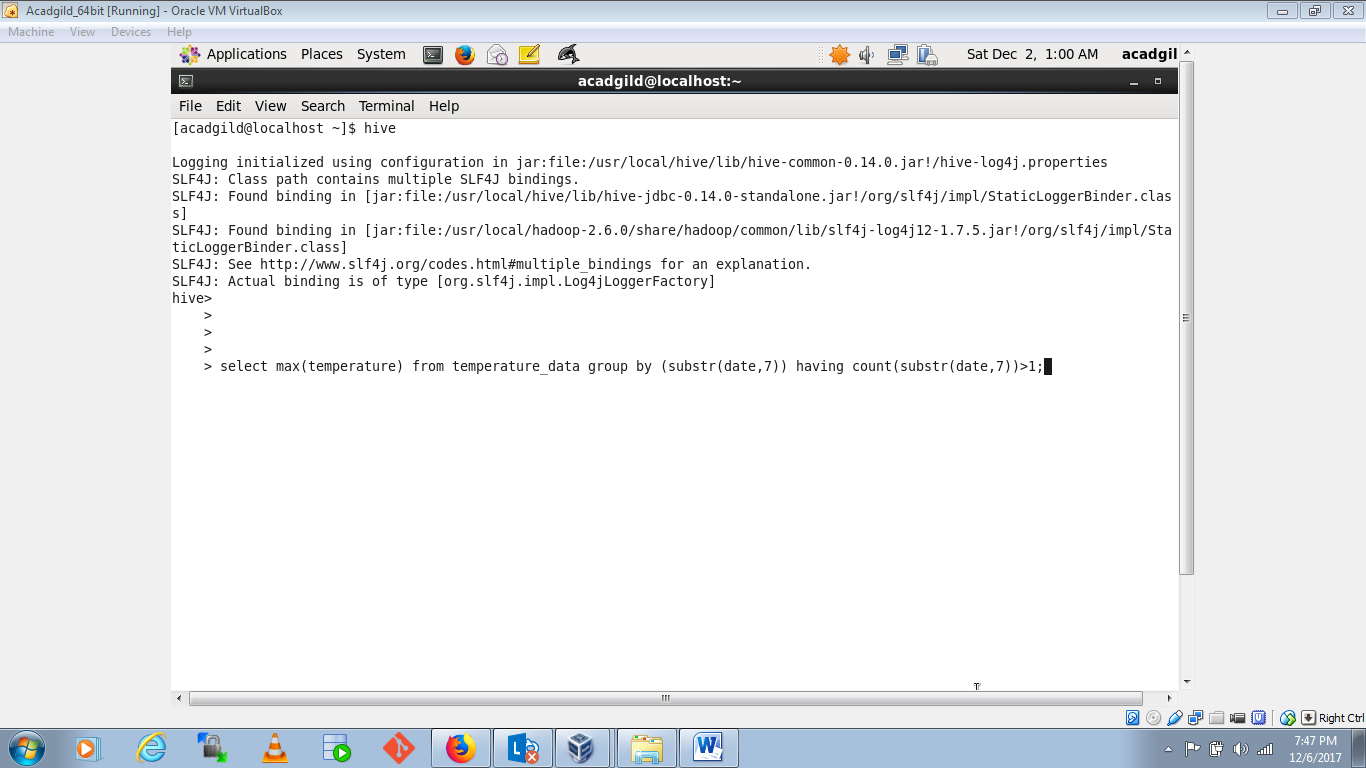 Acadgild_64bit [Running] - Oracle VM VirtualBox
Machine View Devices Help
Applications Places System Sat Dec 2, 1:00 AM acadgil
acadgild@localhost:~
File Edit View Search Terminal Help
[acadgild@localhost ~]$ hive
Logging initialized using configuration in jar:file:/usr/local/hive/lib/hive-common-0.14.0.jar!/hive-log4j.properties
SLF4J: Class path contains multiple SLF4J bindings.
SLF4J: Found binding in [jar:file:/usr/local/hive/lib/hive-jdbc-0.14.0-standalone.jar!/org/slf4j/impl/StaticLoggerBinder.clas
s]
SLF4J: Found binding in [jar:file:/usr/local/hadoop-2.6.0/share/hadoop/common/lib/slf4j-log4j12-1.7.5.jar!/org/slf4j/impl/Sta
ticLoggerBinder.class]
SLF4J: See http://www.slf4j.org/codes.html#multiple_bindings for an explanation.
SLF4J: Actual binding is of type [org.slf4j.impl.Log4jLoggerFactory]
hive>
>
>
>
> select max(temperature) from temperature_data group by (substr(date,7)) having count(substr(date,7))>1;
Right Ctrl
7:47 PM
12/6/2017